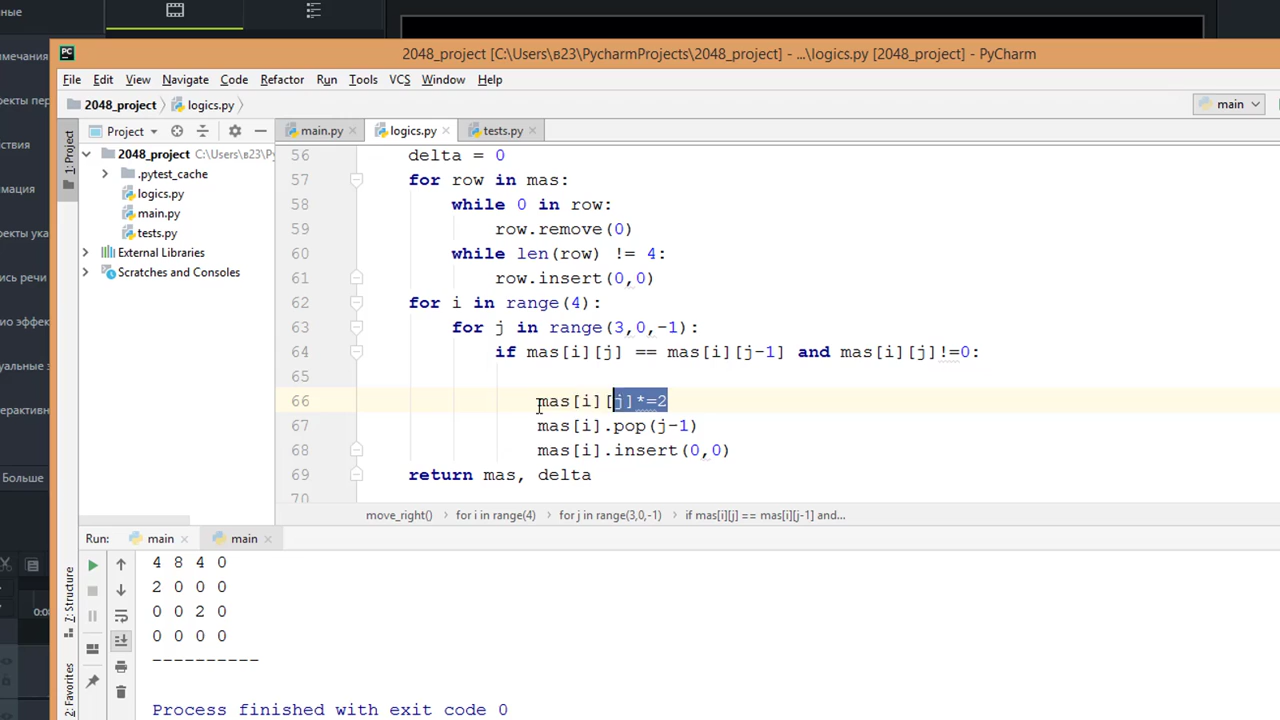 нные
2048_project [C:\Users\в23\PycharmProjects\2048_project] - ...\logics.py [2048_project] - PyCharm
File Edit View Navigate Code Refactor Run Tools VCS Window Help
2048_project logics.py main
Project main.py logics.py tests.py
1: Project
2048_project C:\Users\в23\Py
.pytest_cache
logics.py
main.py
tests.py
External Libraries
Scratches and Consoles
имечания
екты пер
ствия
имация
екты ука
ись речи
ио эффек
уальные э
ерактивн
Больше
56 delta = 0
57 for row in mas:
58 while 0 in row:
59 row.remove(0)
60 while len(row) != 4:
61 row.insert(0,0)
62 for i in range(4):
63 for j in range(3,0,-1):
64 if mas[i][j] == mas[i][j-1] and mas[i][j]!=0:
65
66 mas[i][j]*=2
67 mas[i].pop(j-1)
68 mas[i].insert(0,0)
69 return mas, delta
70
move_right() for i in range(4) for j in range(3,0,-1) if mas[i][j] == mas[i][j-1] and...
Run: main main
4 8 4 0
2 0 0 0
0 0 2 0
0 0 0 0
----------
Process finished with exit code 0
7: Structure
2: Favorites